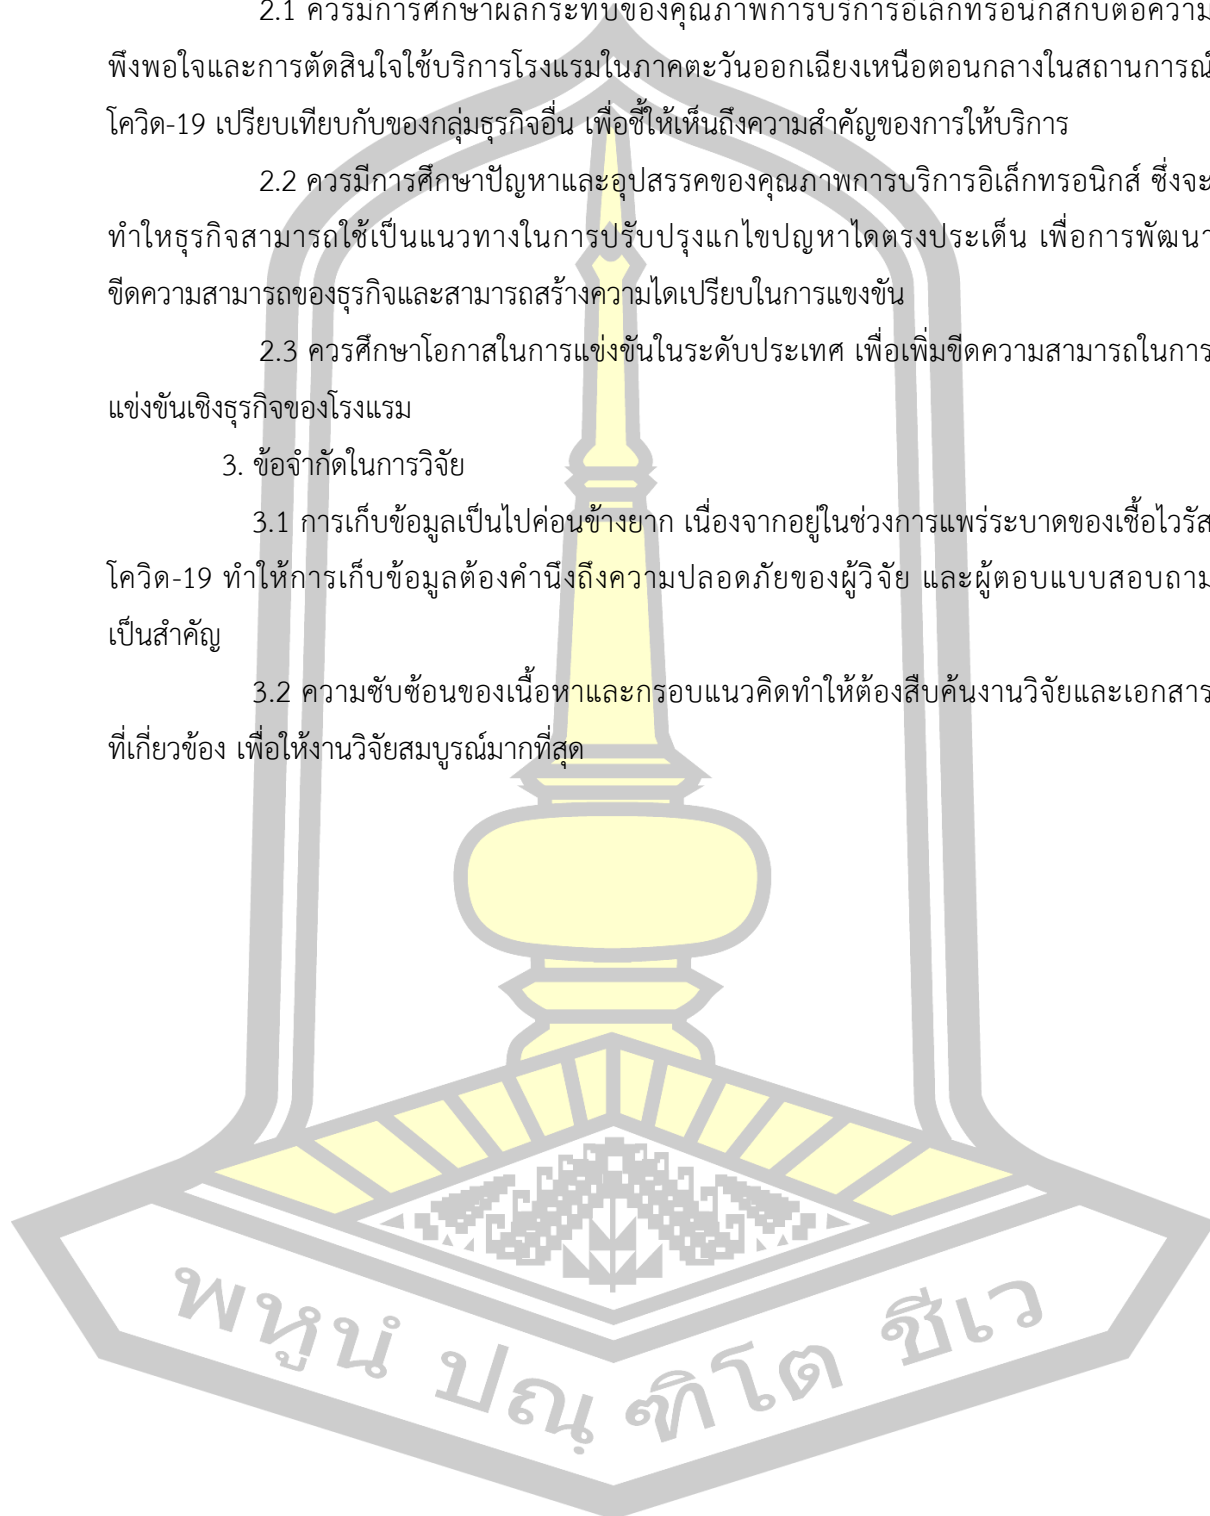 2.1 ควรมีการศึกษาผลกระทบของคุณภาพการบริการอิเล็กทรอนิกส์กับต่อความ
พึงพอใจและการตัดสินใจใช้บริการโรงแรมในภาคตะวันออกเฉียงเหนือตอนกลางในสถานการณ์
โควิด-19 เปรียบเทียบกับของกลุ่มธุรกิจอื่น เพื่อชี้ให้เห็นถึงความสำคัญของการให้บริการ
2.2 ควรมีการศึกษาปัญหาและอุปสรรคของคุณภาพการบริการอิเล็กทรอนิกส์ ซึ่งจะ
ทำใหธุรกิจสามารถใช้เป็นแนวทางในการปรับปรุงแกไขปญหาไดตรงประเด็น เพื่อการพัฒนา
ขีดความสามารถของธุรกิจและสามารถสร้างความไดเปรียบในการแขงขัน
2.3 ควรศึกษาโอกาสในการแข่งขันในระดับประเทศ เพื่อเพิ่มขีดความสามารถในการ
แข่งขันเชิงธุรกิจของโรงแรม
3. ข้อจำกัดในการวิจัย
3.1 การเก็บข้อมูลเป็นไปค่อนข้างยาก เนื่องจากอยู่ในช่วงการแพร่ระบาดของเชื้อไวรัส
โควิด-19 ทำให้การเก็บข้อมูลต้องคำนึงถึงความปลอดภัยของผู้วิจัย และผู้ตอบแบบสอบถาม
เป็นสำคัญ
3.2 ความซับซ้อนของเนื้อหาและกรอบแนวคิดทำให้ต้องสืบค้นงานวิจัยและเอกสาร
ที่เกี่ยวข้อง เพื่อให้งานวิจัยสมบูรณ์มากที่สุด
พหูนํ ปณฺฑิโต ชีเว